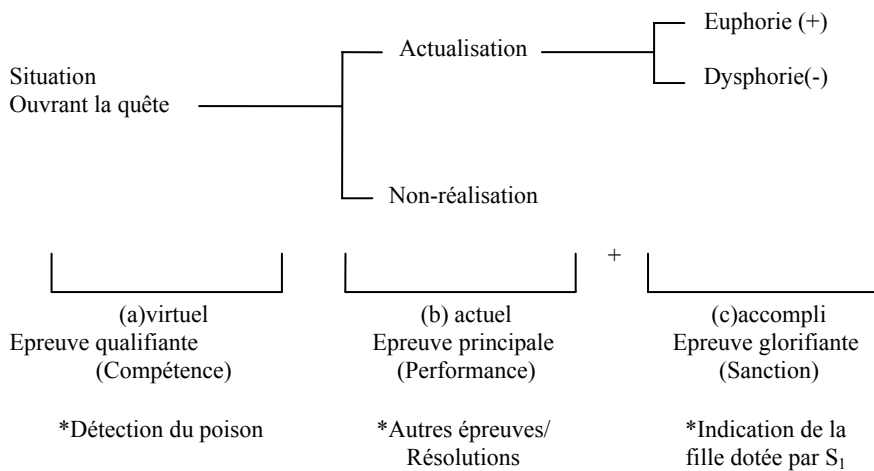 Euphorie (+)
Actualisation
Situation
Dysphorie(-)
Ouvrant la quête
Non-réalisation
+
(a)virtuel (b) actuel (c)accompli
Epreuve qualifiante Epreuve principale Epreuve glorifiante
(Compétence) (Performance) (Sanction)
*Détection du poison *Autres épreuves/ *Indication de la
Résolutions fille dotée par S₁